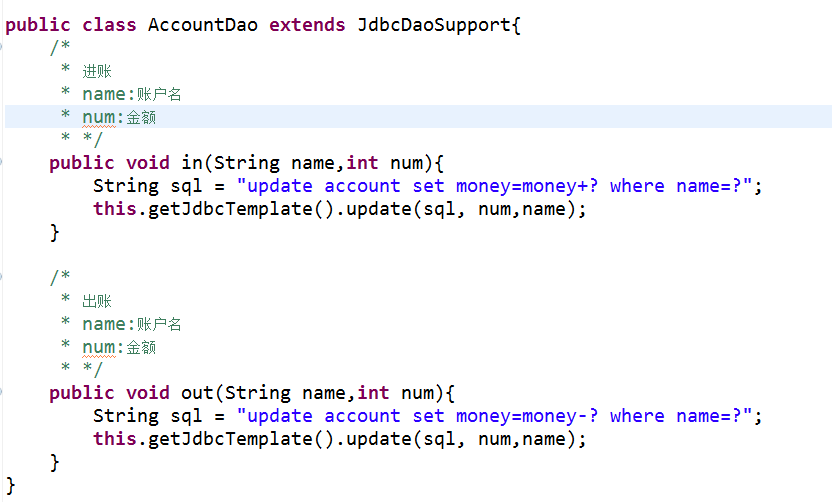 public class AccountDao extends JdbcDaoSupport{
/*
* 进账
* name:账户名
* num:金额
* */
public void in(String name,int num){
String sql = "update account set money=money+? where name=?";
this.getJdbcTemplate().update(sql, num,name);
}
/*
* 出账
* name:账户名
* num:金额
* */
public void out(String name,int num){
String sql = "update account set money=money-? where name=?";
this.getJdbcTemplate().update(sql, num,name);
}
}